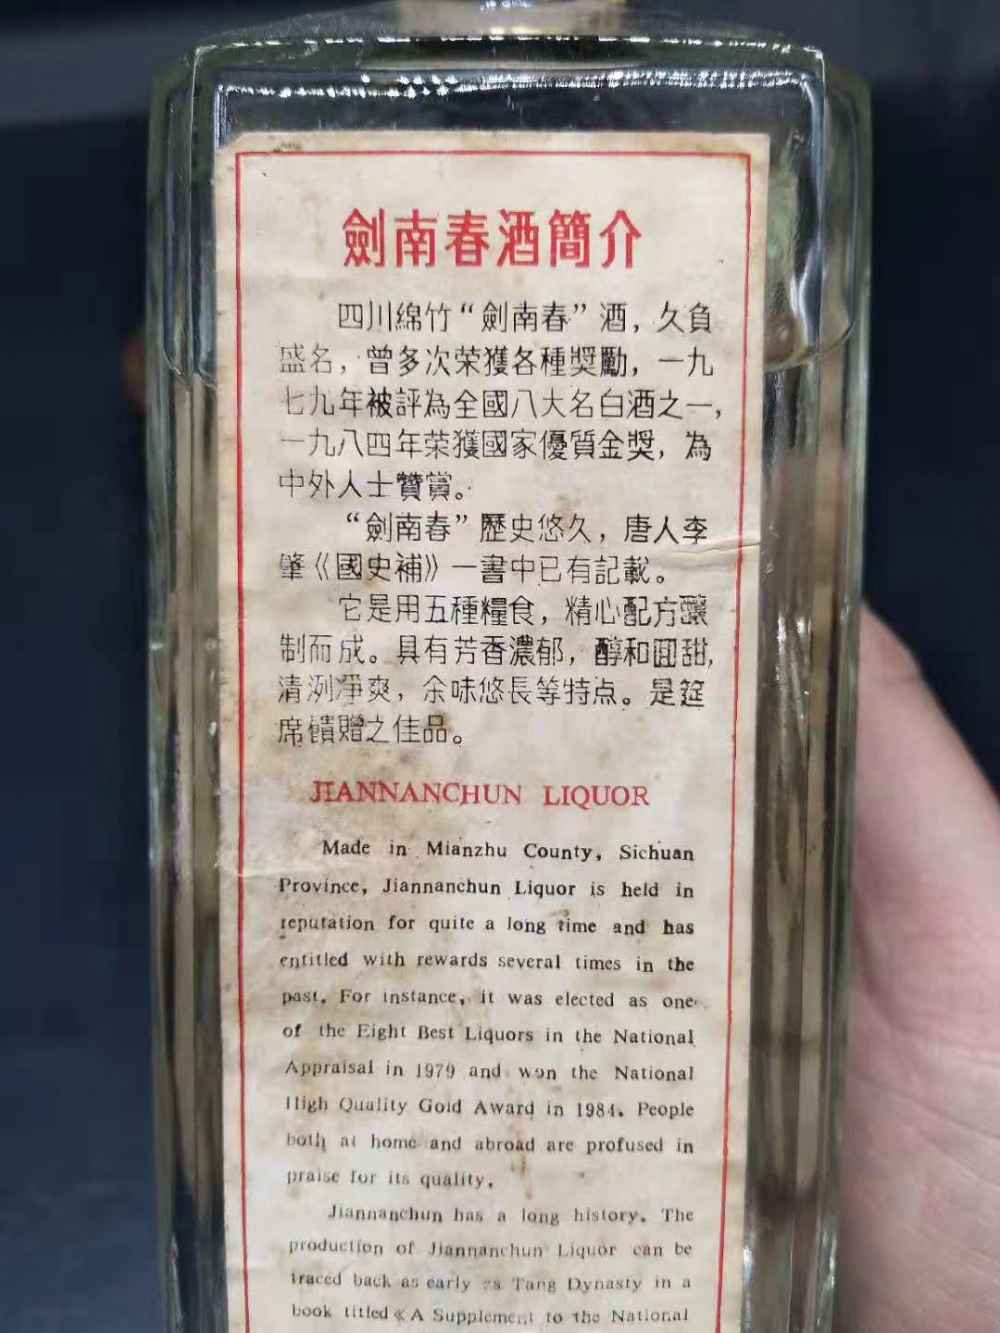 劍南春酒簡介
四川綿竹“劍南春”酒，久負
盛名，曾多次荣獲各種獎勵，一九
七九年被評為全國八大名白酒之一，
一九八四年荣獲國家優質金獎，為
中外人士贊賞。
“劍南春”歷史悠久，唐人李
肇《國史補》一書中已有記載。
它是用五種糧食，精心配方釀
制而成。具有芳香濃郁，醇和囬甜，
清洌凈爽，余味悠長等特点。是筵
席饋贈之佳品。
JIANNANCHUN LIQUOR
Made in Mianzhu County, Sichuan
Province, Jiannanchun Liquor is held in
reputation for quite a long time and has
entitled with rewards several times in the
past. For instance, it was elected as one
of the Eight Best Liquors in the National
Appraisal in 1979 and won the National
High Quality Gold Award in 1984. People
both at home and abroad are profused in
praise for its quality.
Jiannanchun has a long history. The
production of Jiannanchun Liquor can be
traced back as early as Tang Dynasty in a
book titled《A Supplement to the National